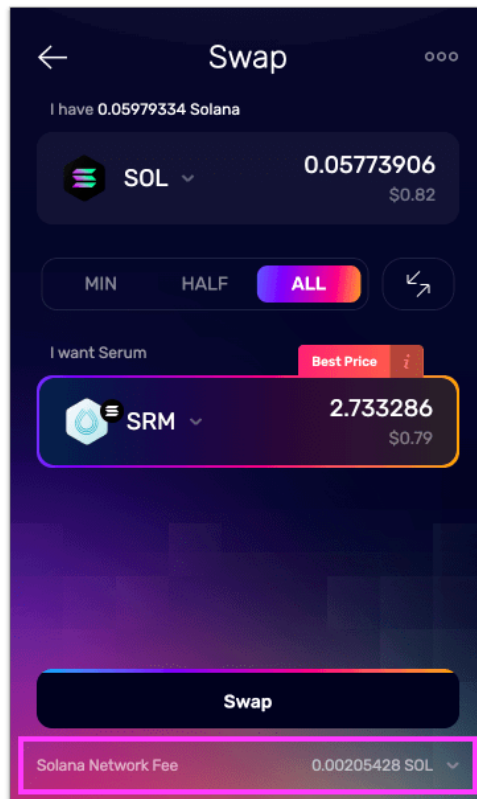 Swap
I have 0.05979334 Solana
SOL 0.05773906
$0.82
MIN HALF ALL
I want Serum
Best Price i
SRM 2.733286
$0.79
Swap
Solana Network Fee 0.00205428 SOL